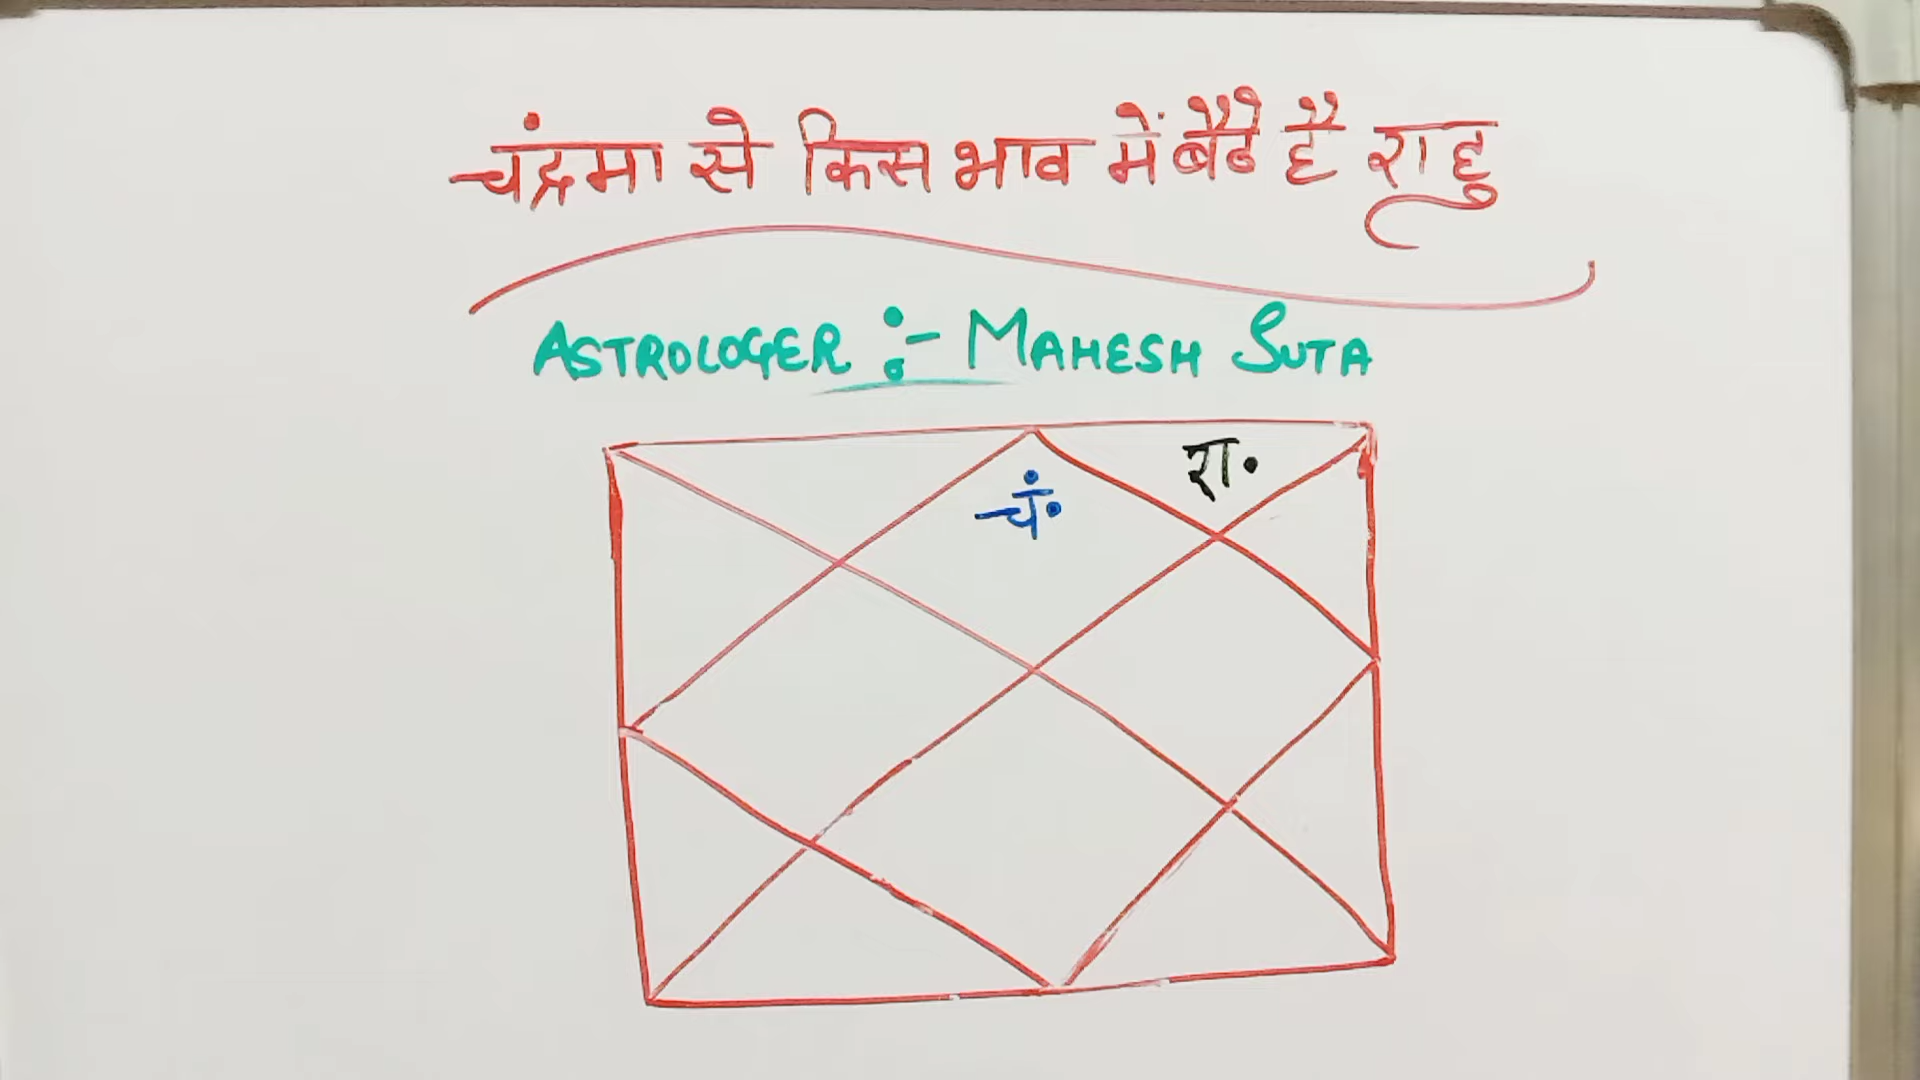 चंद्रमा से किस भाव में बैठे है राहु
ASTROLOGER :- MAHESH SUTA
चं. रा.